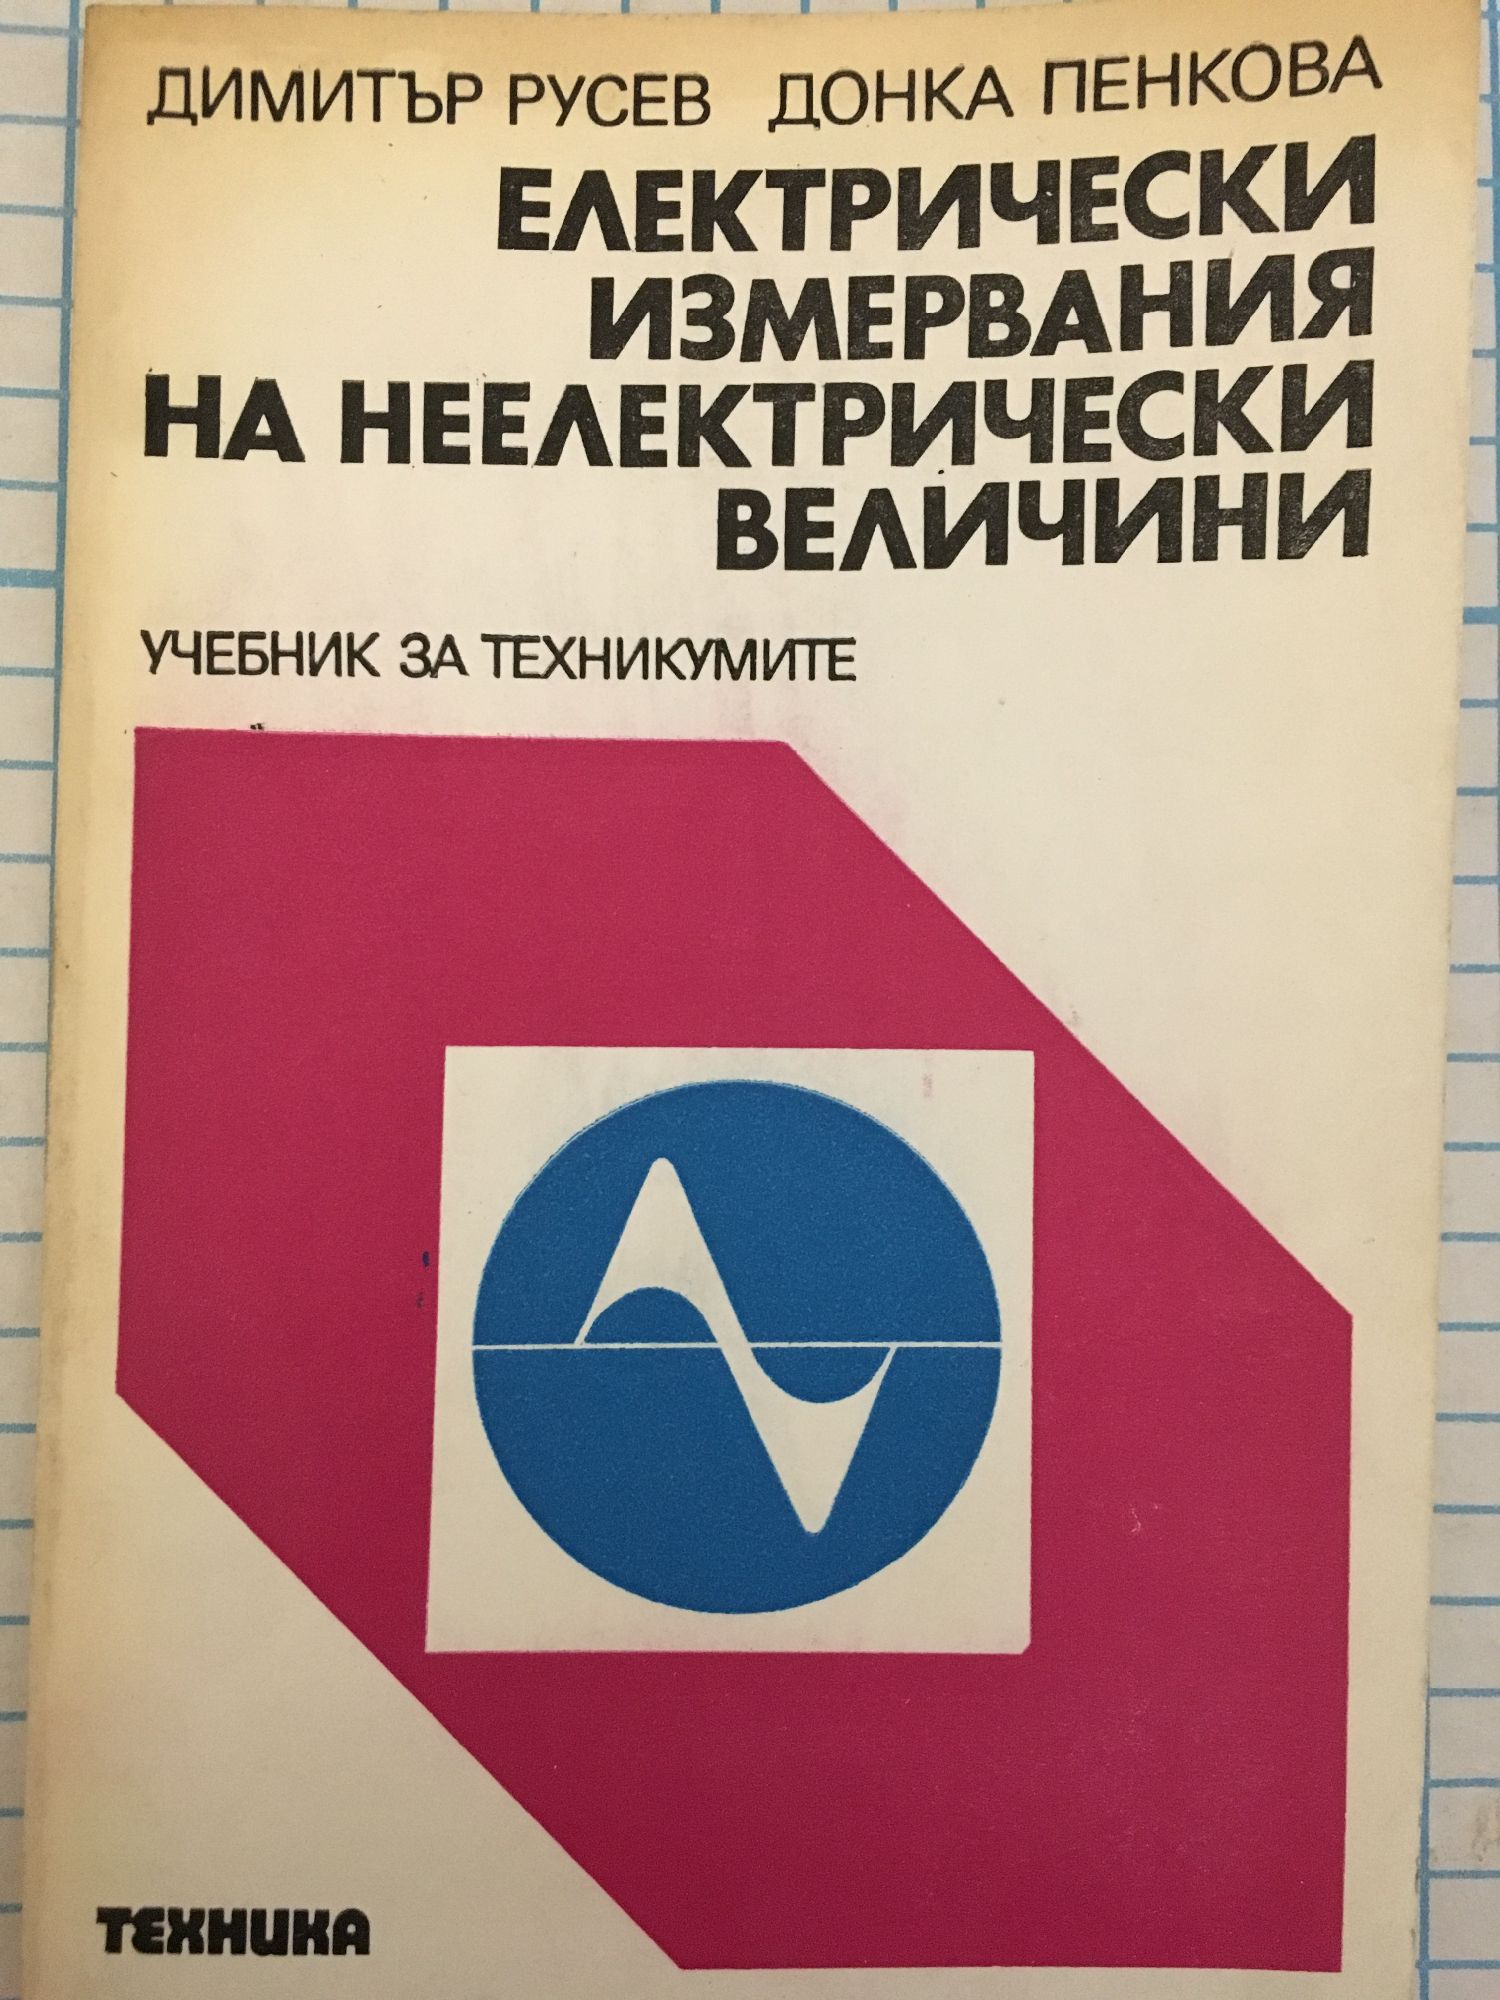 ДИМИТЪР РУСЕВ ДОНКА ПЕНКОВА
ЕЛЕКТРИЧЕСКИ
ИЗМЕРВАНИЯ
НА НЕЕЛЕКТРИЧЕСКИ
ВЕЛИЧИНИ
УЧЕБНИК ЗА ТЕХНИКУМИТЕ
ТЕХНИКА